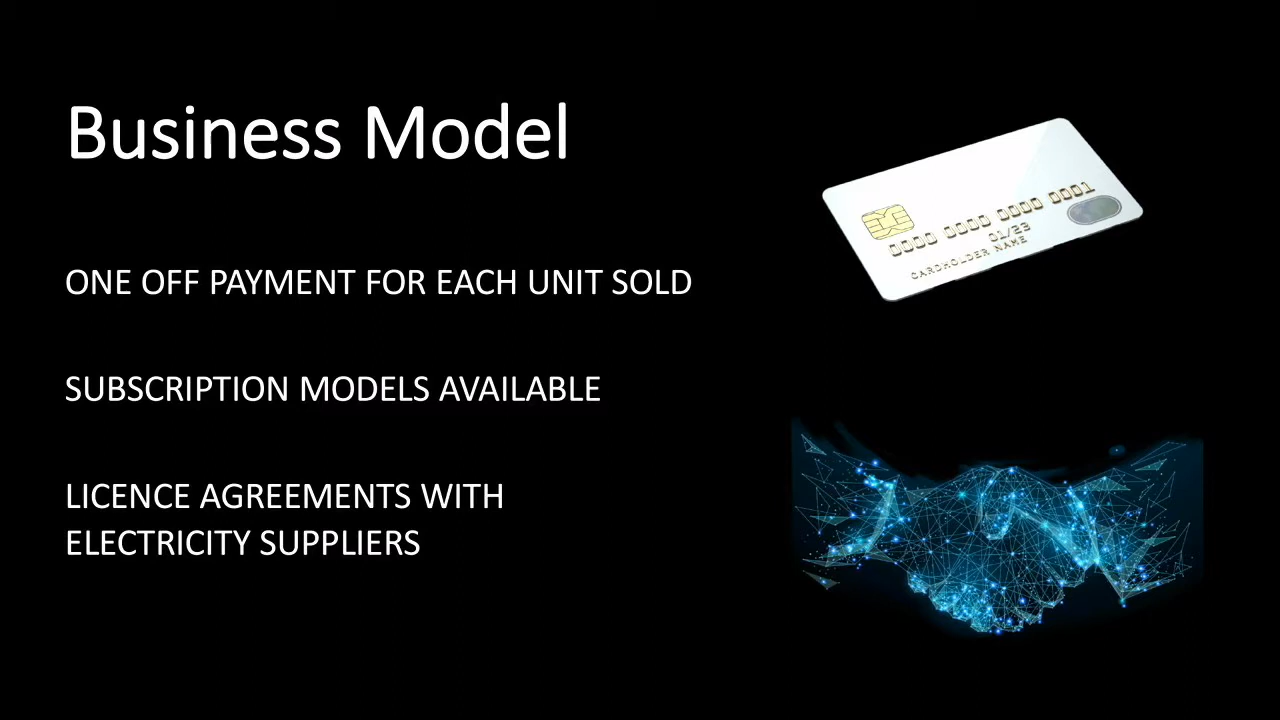 Business Model
ONE OFF PAYMENT FOR EACH UNIT SOLD
SUBSCRIPTION MODELS AVAILABLE
LICENCE AGREEMENTS WITH
ELECTRICITY SUPPLIERS
0000 0000 0000 0001
01/23
CARDHOLDER NAME